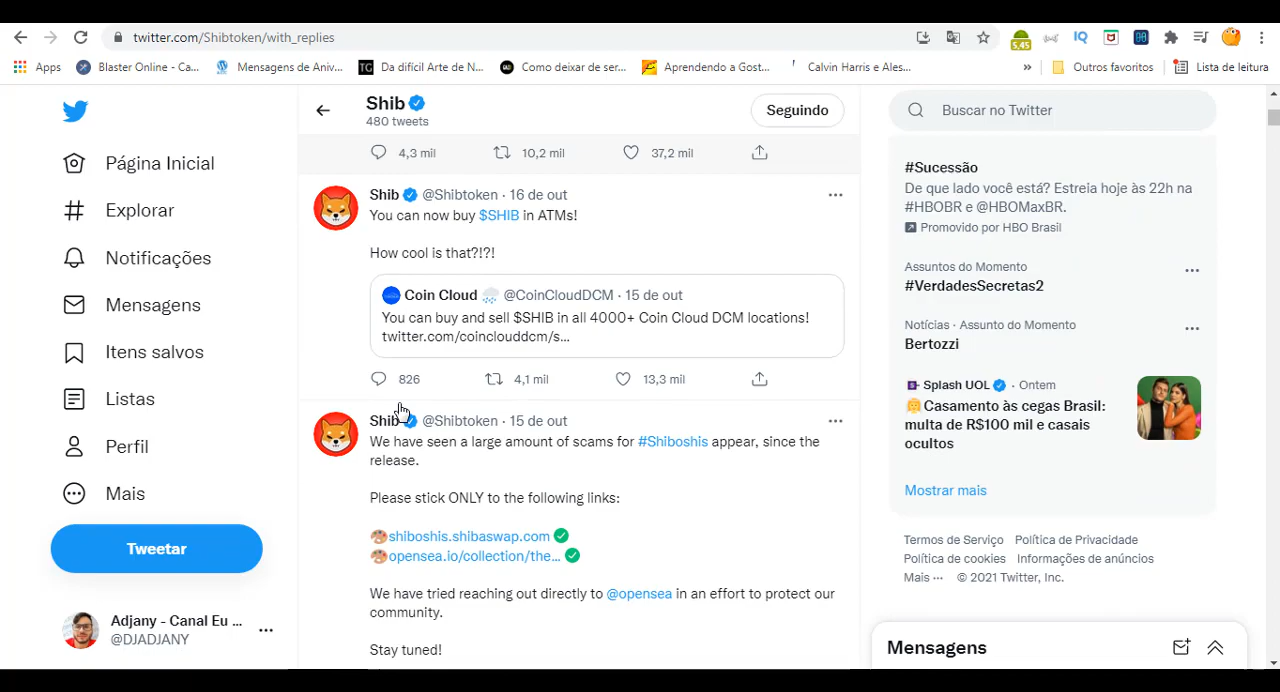 twitter.com/Shibtoken/with_replies
5,45
IQ
Apps
Blaster Online - Ca...
Mensagens de Aniv...
TG
Da difícil Arte de N...
Como deixar de ser...
Aprendendo a Gost...
Calvin Harris e Ales...
»
Outros favoritos
Lista de leitura
Página Inicial
Explorar
Notificações
Mensagens
Itens salvos
Listas
Perfil
Mais
Tweetar
Adjany - Canal Eu ...
@DJADJANY
Shib
480 tweets
Seguindo
4,3 mil
10,2 mil
37,2 mil
Shib @Shibtoken · 16 de out
You can now buy $SHIB in ATMs!
How cool is that?!?!
Coin Cloud @CoinCloudDCM · 15 de out
You can buy and sell $SHIB in all 4000+ Coin Cloud DCM locations!
twitter.com/coinclouddcm/s...
826
4,1 mil
13,3 mil
Shib @Shibtoken · 15 de out
We have seen a large amount of scams for #Shiboshis appear, since the
release.
Please stick ONLY to the following links:
shiboshis.shibaswap.com
opensea.io/collection/the...
We have tried reaching out directly to @opensea in an effort to protect our
community.
Stay tuned!
Buscar no Twitter
#Sucessão
De que lado você está? Estreia hoje às 22h na
#HBOBR e @HBOMaxBR.
Promovido por HBO Brasil
Assuntos do Momento
#VerdadesSecretas2
Notícias · Assunto do Momento
Bertozzi
Splash UOL · Ontem
Casamento às cegas Brasil:
multa de R$100 mil e casais
ocultos
Mostrar mais
Termos de Serviço Política de Privacidade
Política de cookies Informações de anúncios
Mais ··· © 2021 Twitter, Inc.
Mensagens